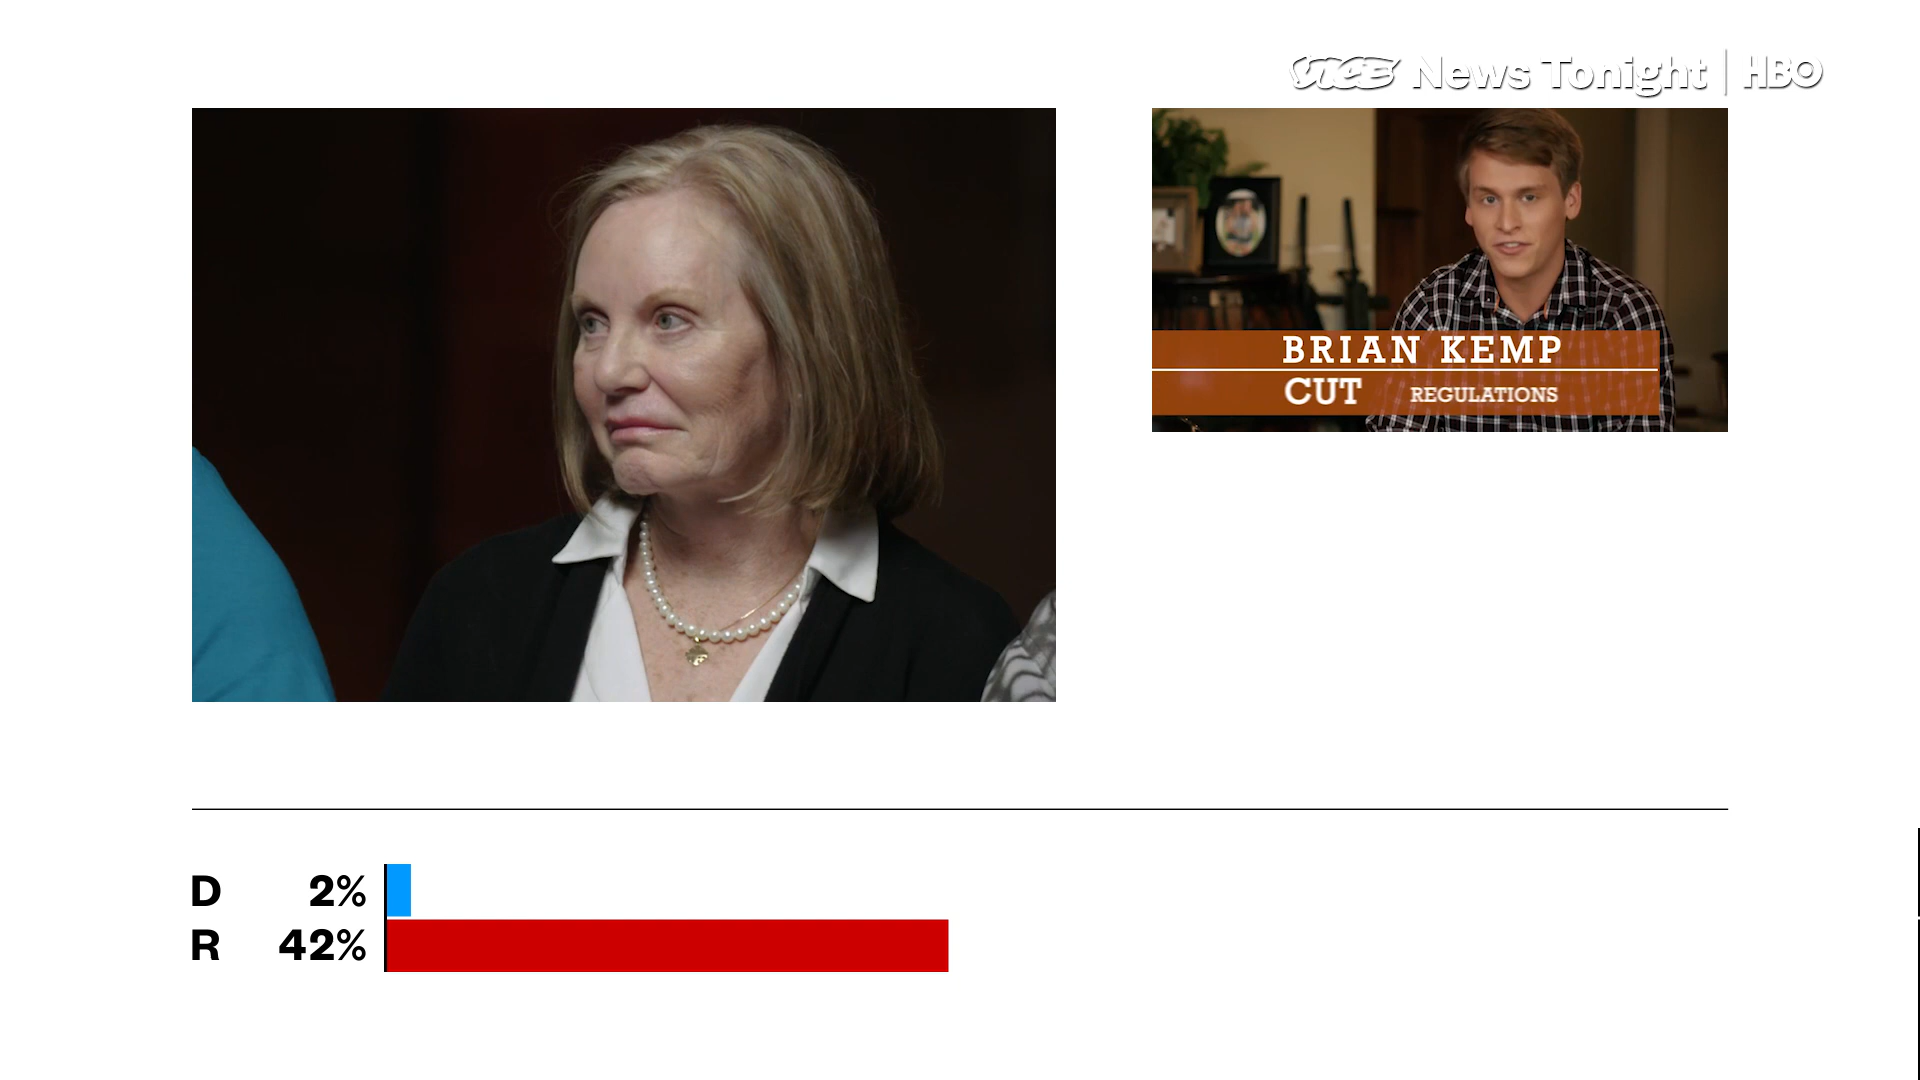 VICE News Tonight | HBO
BRIAN KEMP
CUT REGULATIONS
D 2%
R 42%